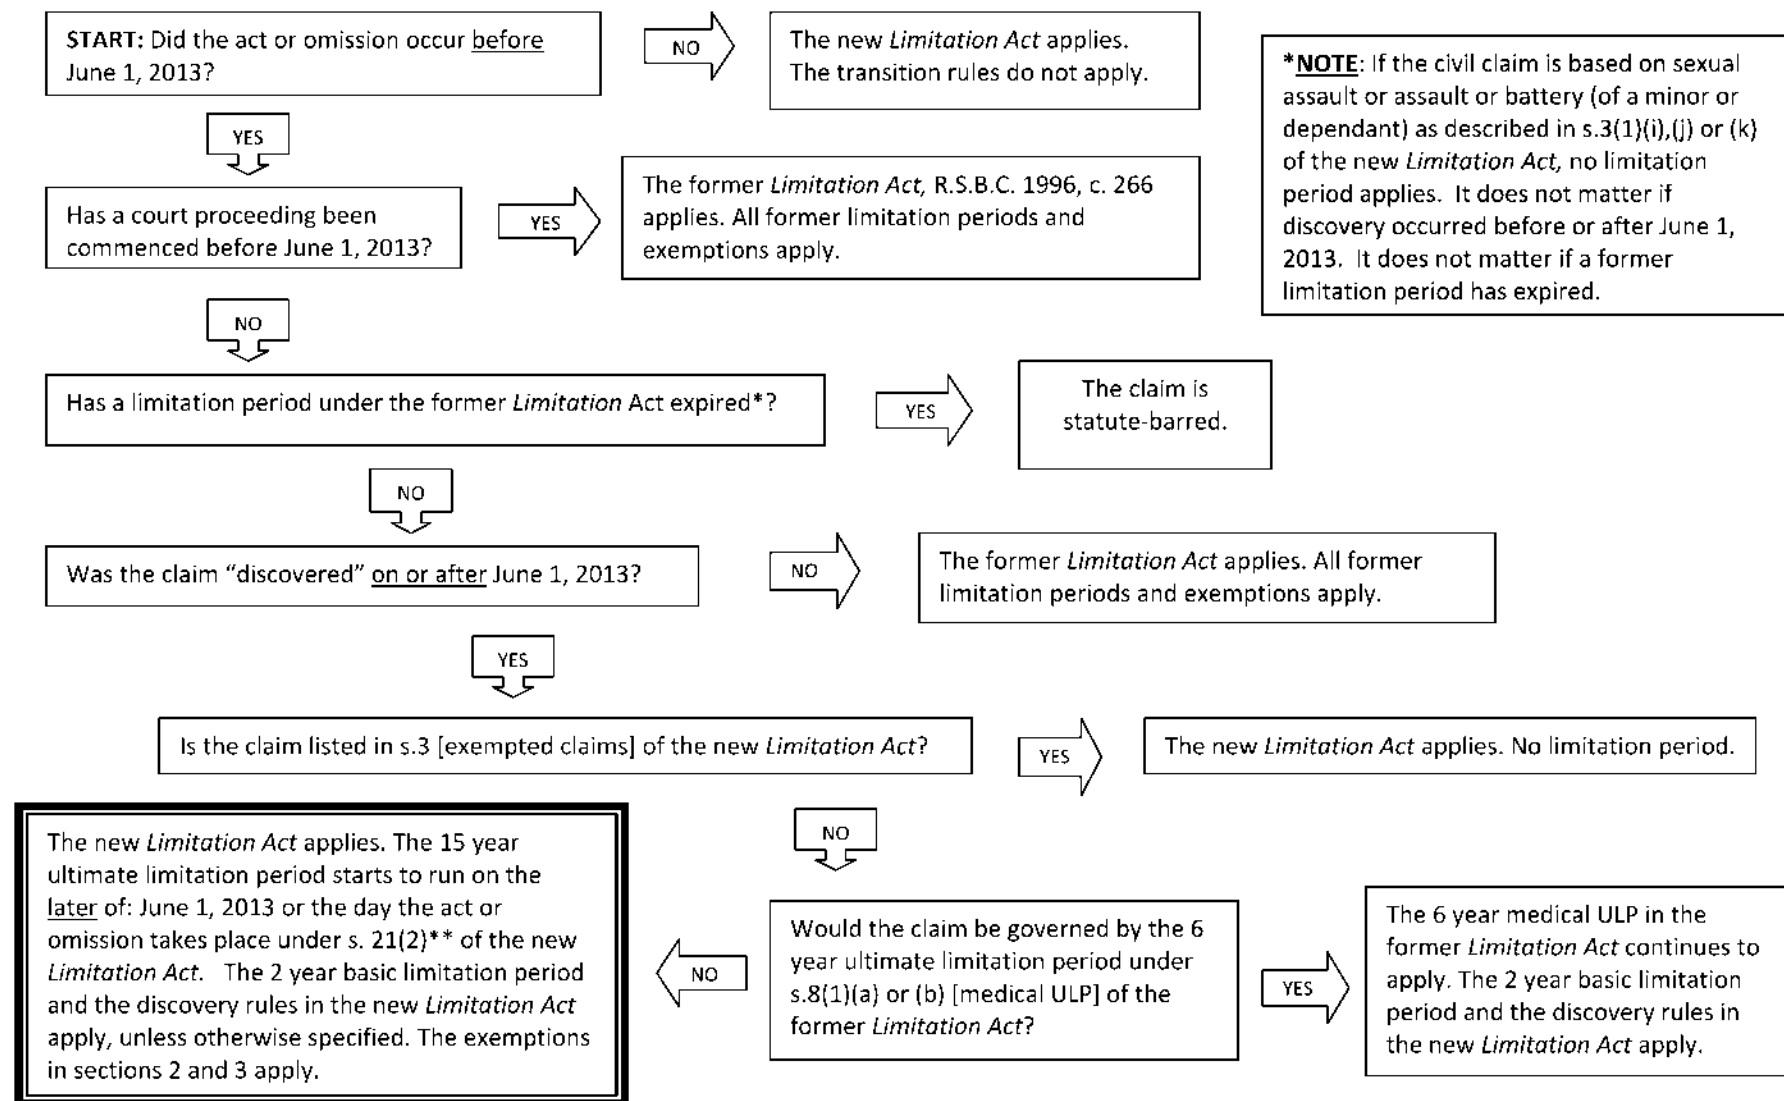 START: Did the act or omission occur before
June 1, 2013?
NO
The new Limitation Act applies.
The transition rules do not apply.
*NOTE: If the civil claim is based on sexual
assault or assault or battery (of a minor or
dependant) as described in s.3(1)(i),(j) or (k)
of the new Limitation Act, no limitation
period applies. It does not matter if
discovery occurred before or after June 1,
2013. It does not matter if a former
limitation period has expired.
YES
Has a court proceeding been
commenced before June 1, 2013?
YES
The former Limitation Act, R.S.B.C. 1996, c. 266
applies. All former limitation periods and
exemptions apply.
NO
Has a limitation period under the former Limitation Act expired*?
YES
The claim is
statute-barred.
NO
Was the claim “discovered” on or after June 1, 2013?
NO
The former Limitation Act applies. All former
limitation periods and exemptions apply.
YES
Is the claim listed in s.3 [exempted claims] of the new Limitation Act?
YES
The new Limitation Act applies. No limitation period.
NO
The new Limitation Act applies. The 15 year
ultimate limitation period starts to run on the
later of: June 1, 2013 or the day the act or
omission takes place under s. 21(2)** of the new
Limitation Act. The 2 year basic limitation period
and the discovery rules in the new Limitation Act
apply, unless otherwise specified. The exemptions
in sections 2 and 3 apply.
NO
Would the claim be governed by the 6
year ultimate limitation period under
s.8(1)(a) or (b) [medical ULP] of the
former Limitation Act?
YES
The 6 year medical ULP in the
former Limitation Act continues to
apply. The 2 year basic limitation
period and the discovery rules in
the new Limitation Act apply.